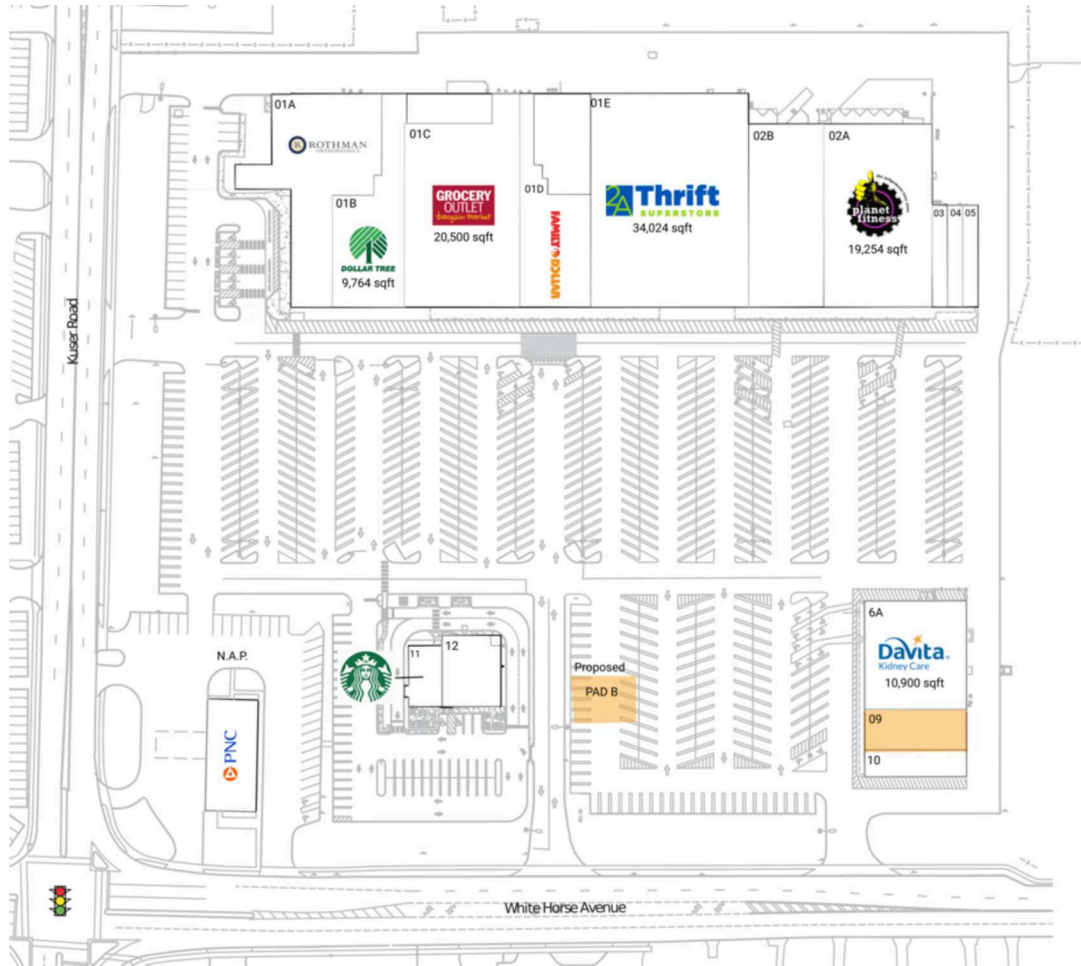 01A
ROTHMAN
ORTHOPAEDICS
01B
DOLLAR TREE
9,764 sqft
01C
GROCERY
OUTLET
bargain market
20,500 sqft
01D
FAMILY DOLLAR
01E
2A Thrift
SUPERSTORE
34,024 sqft
02B
02A
planet
fitness
19,254 sqft
03
04
05
Kuser Road
N.A.P.
PNC
11
12
Proposed
PAD B
6A
DaVita
Kidney Care
10,900 sqft
09
10
White Horse Avenue